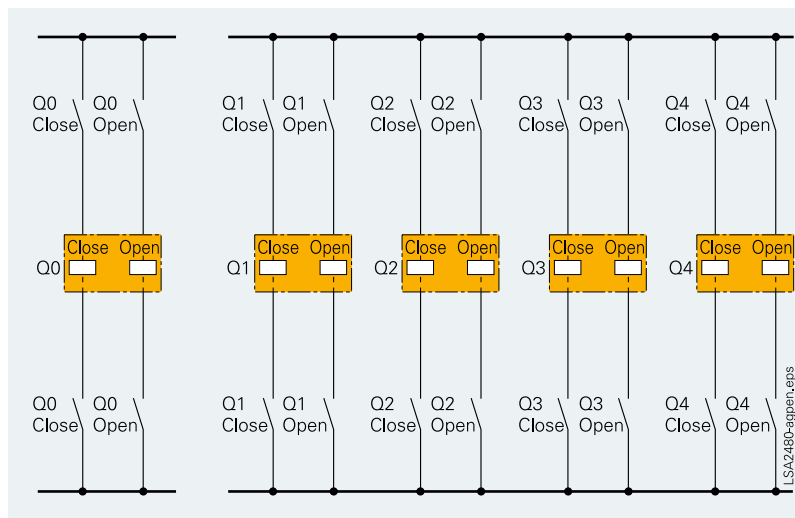 Q0 Q0 Q1 Q1 Q2 Q2 Q3 Q3 Q4 Q4
Close Open Close Open Close Open Close Open Close Open
Close Open Close Open Close Open Close Open Close Open
Q0 Q1 Q2 Q3 Q4
Q0 Q0 Q1 Q1 Q2 Q2 Q3 Q3 Q4 Q4
Close Open Close Open Close Open Close Open Close Open
LSA2480-agpen.eps